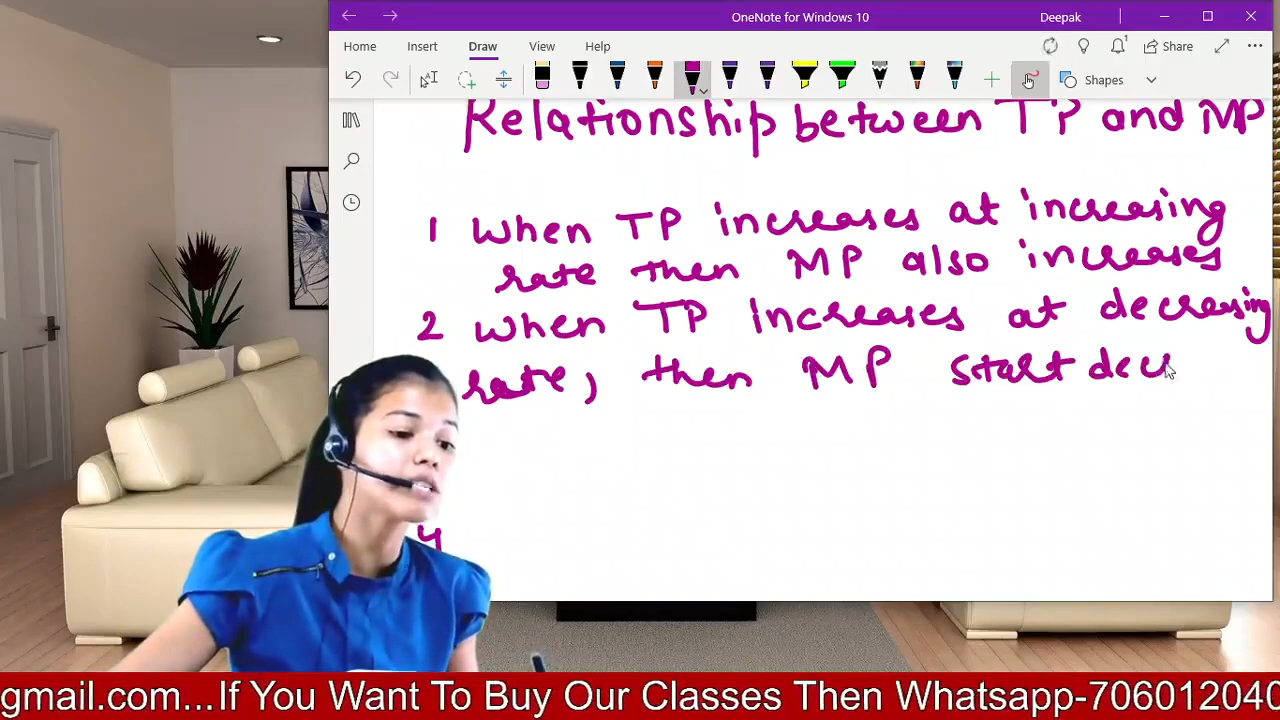 OneNote for Windows 10
Deepak
Home Insert Draw View Help
Share
Shapes
Relationship between TP and MP
1 When TP increases at increasing
rate then MP also increases
2 When TP increases at decreasing
rate, then MP start decr
4
gmail.com...If You Want To Buy Our Classes Then Whatsapp-706012040